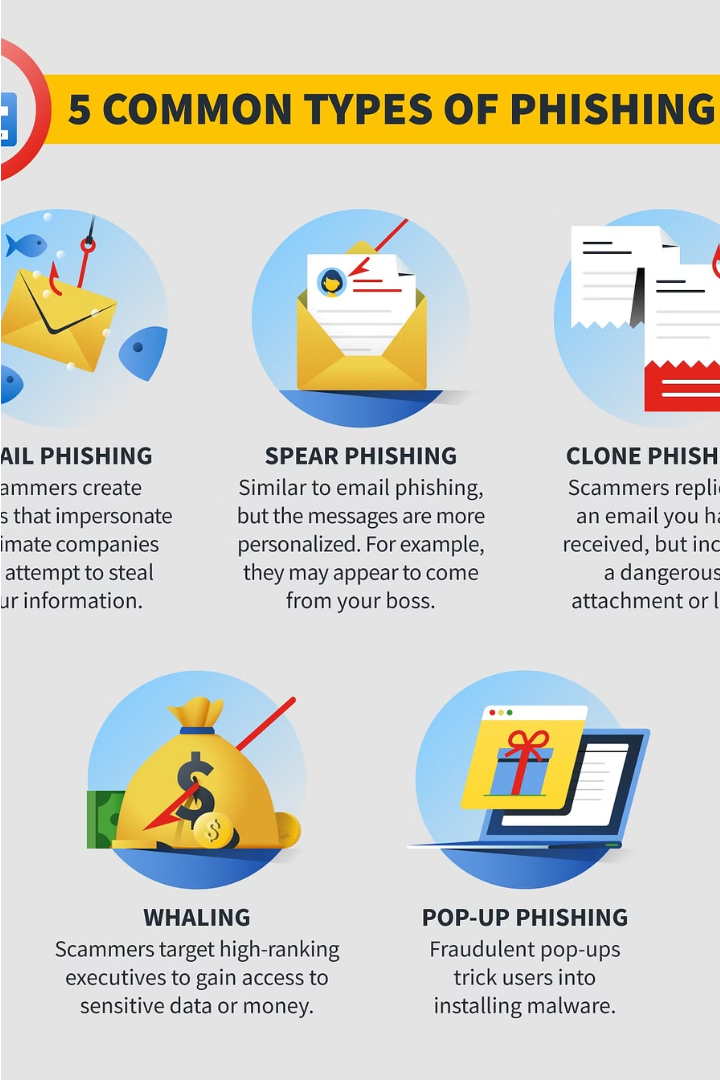 5 COMMON TYPES OF PHISHING
AIL PHISHING
ammers create
s that impersonate
imate companies
attempt to steal
ur information.
SPEAR PHISHING
Similar to email phishing,
but the messages are more
personalized. For example,
they may appear to come
from your boss.
CLONE PHISH
Scammers repli
an email you ha
received, but inc
a dangerous
attachment or l
$
$
WHALING
Scammers target high-ranking
executives to gain access to
sensitive data or money.
POP-UP PHISHING
Fraudulent pop-ups
trick users into
installing malware.